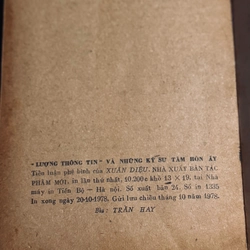 "LƯỢNG THÔNG TIN" VÀ NHỮNG KỸ SƯ TÂM HỒN ẤY
Tiểu luận phê bình của XUÂN DIỆU. NHÀ XUẤT BẢN TÁC
PHẨM MỚI. in lần thứ nhất, 10.200 c khổ 13 × 19. tại Nhà
máy in Tiến Bộ — Hà nội. Số xuất bản 24. Số in 1335
In xong ngày 20-10-1978. Gửi lưu chiểu tháng 10 năm 1978.
Bìa: TRẦN HAY